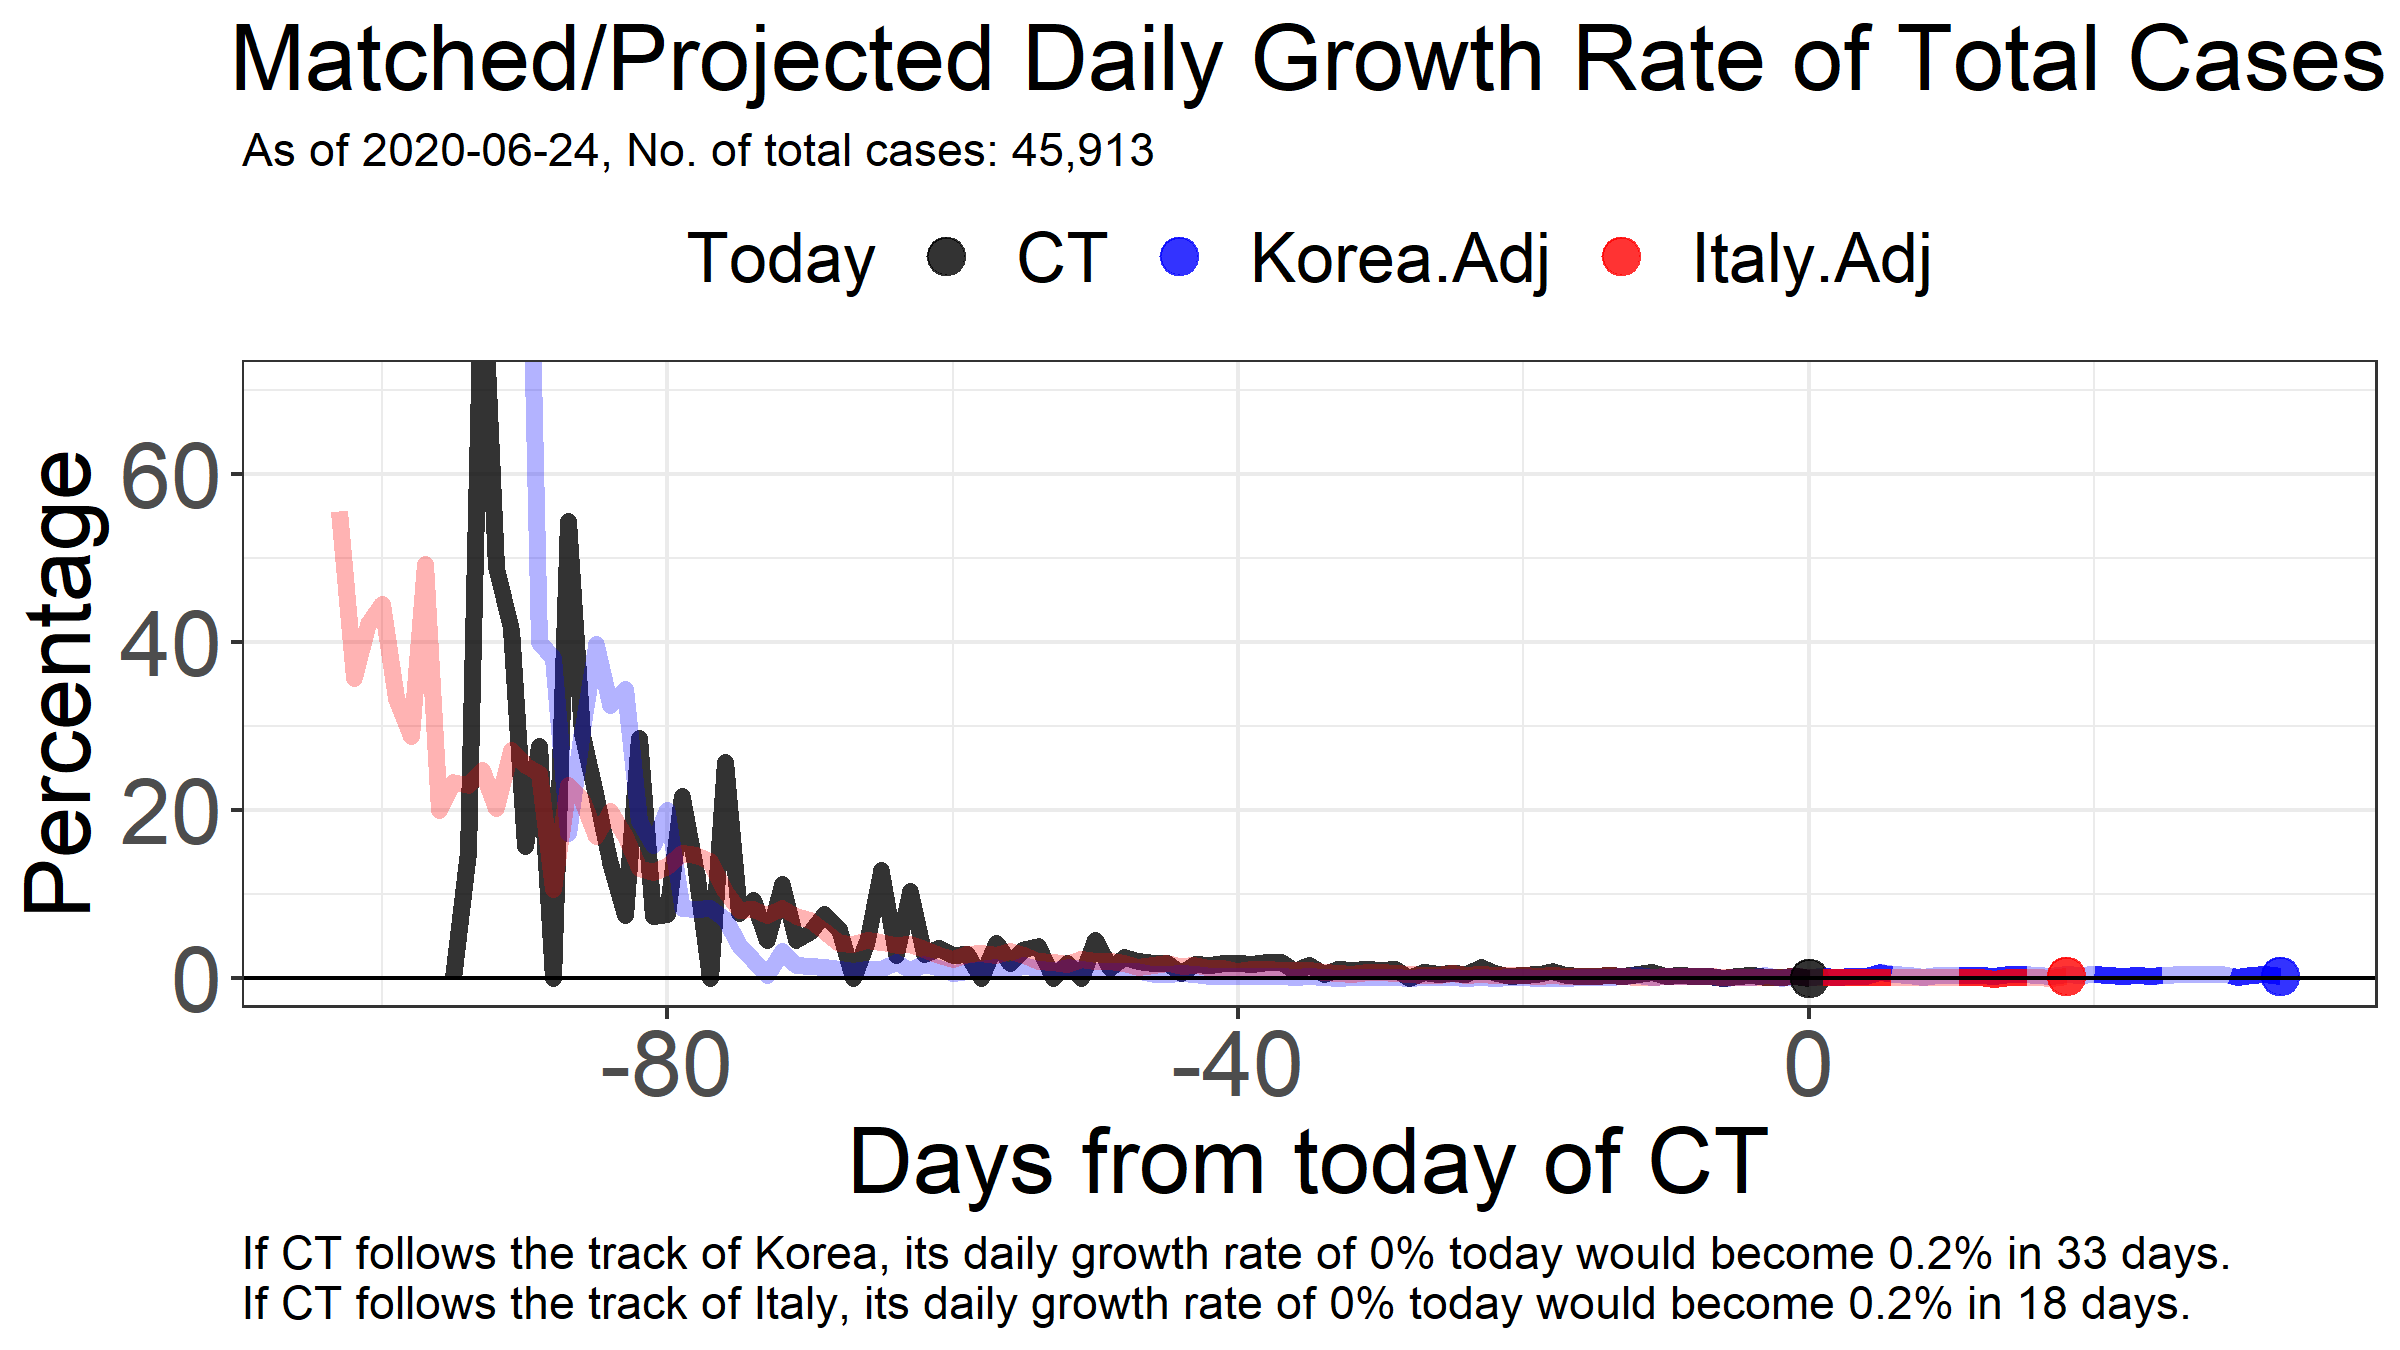 Matched/Projected Daily Growth Rate of Total Cases
As of 2020-06-24, No. of total cases: 45,913
Today CT Korea.Adj Italy.Adj
Percentage
60
40
20
0
-80 -40 0
Days from today of CT
If CT follows the track of Korea, its daily growth rate of 0% today would become 0.2% in 33 days.
If CT follows the track of Italy, its daily growth rate of 0% today would become 0.2% in 18 days.